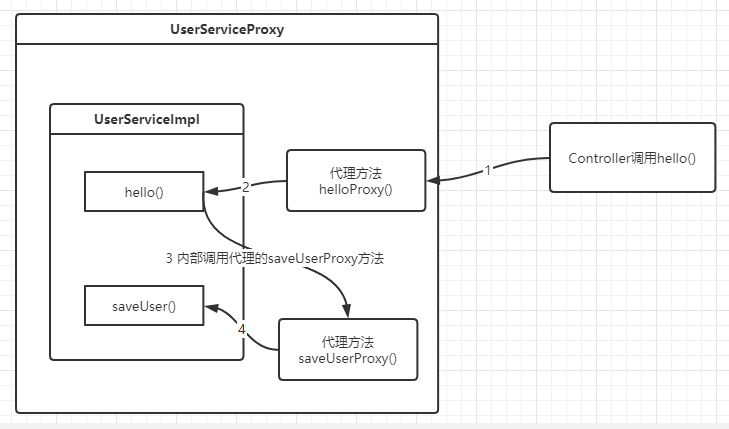 UserServiceProxy
UserServiceImpl
代理方法
helloProxy()
Controller调用hello()
1
2
hello()
3 内部调用代理的saveUserProxy方法
saveUser()
4
代理方法
saveUserProxy()